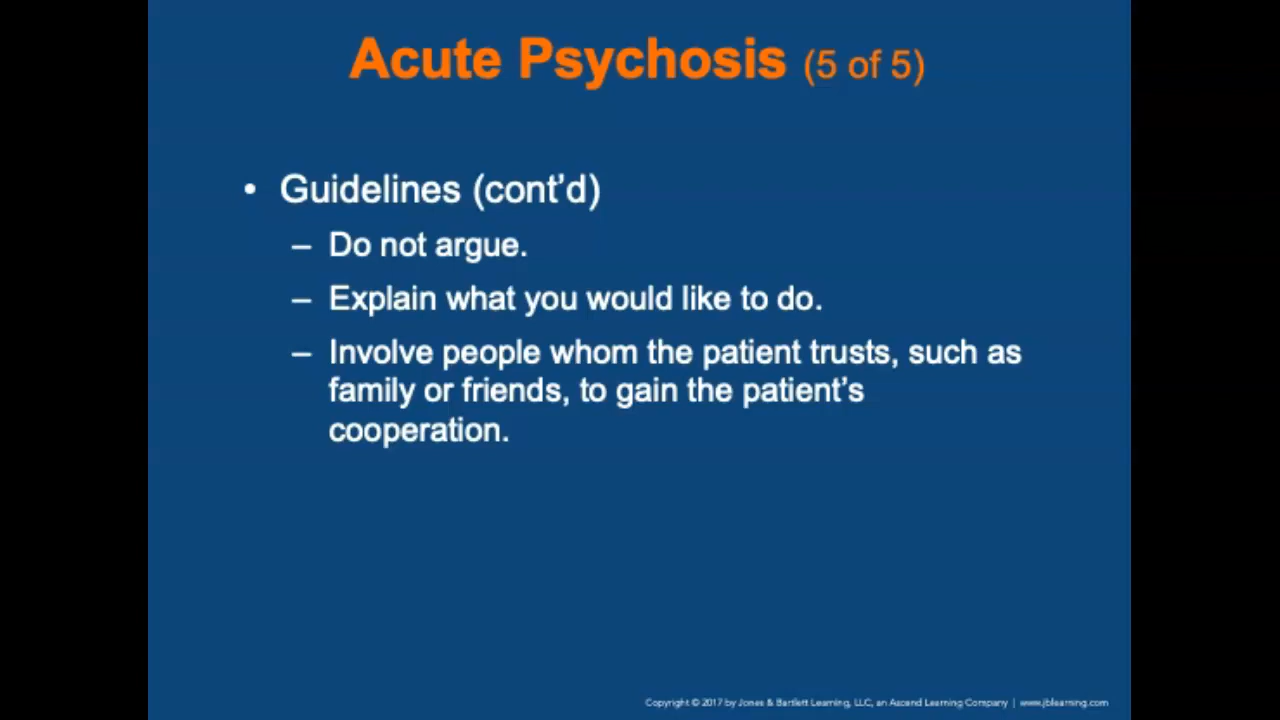 Acute Psychosis (5 of 5)
• Guidelines (cont’d)
– Do not argue.
– Explain what you would like to do.
– Involve people whom the patient trusts, such as
family or friends, to gain the patient’s
cooperation.
Copyright © 2017 by Jones & Bartlett Learning, LLC, an Ascend Learning Company | www.jblearning.com